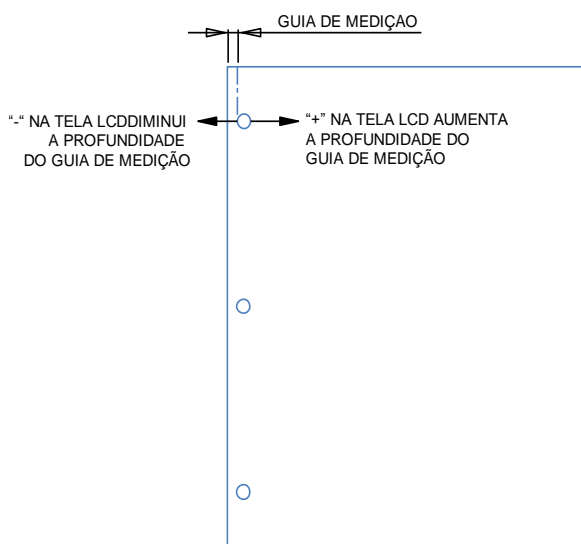 GUIA DE MEDIÇAO
“-“ NA TELA LCDDIMINUI
A PROFUNDIDADE
DO GUIA DE MEDIÇÃO
“+” NA TELA LCD AUMENTA
A PROFUNDIDADE DO
GUIA DE MEDIÇÃO